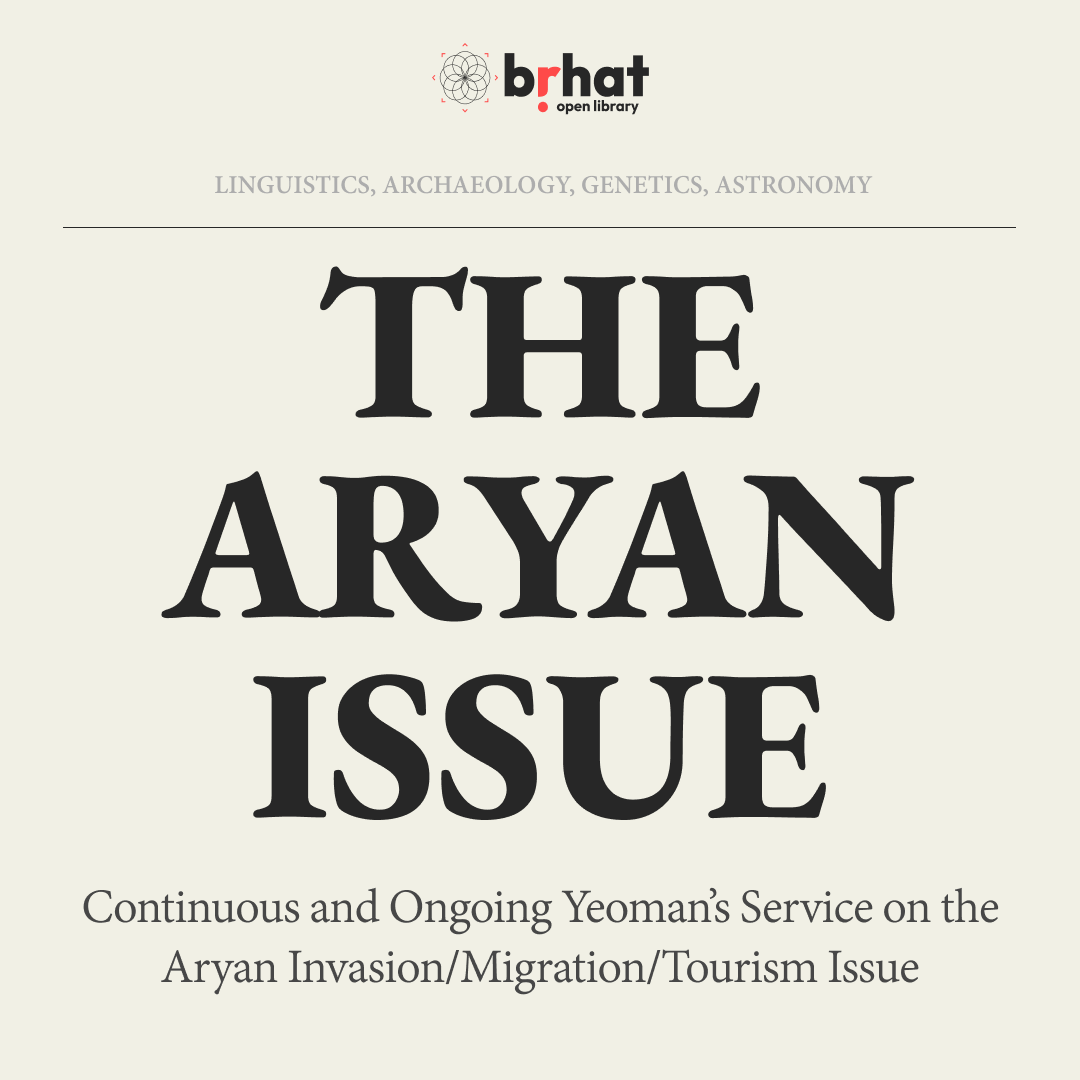 bṛhat
open library
LINGUISTICS, ARCHAEOLOGY, GENETICS, ASTRONOMY
THE
ARYAN
ISSUE
Continuous and Ongoing Yeoman’s Service on the
Aryan Invasion/Migration/Tourism Issue